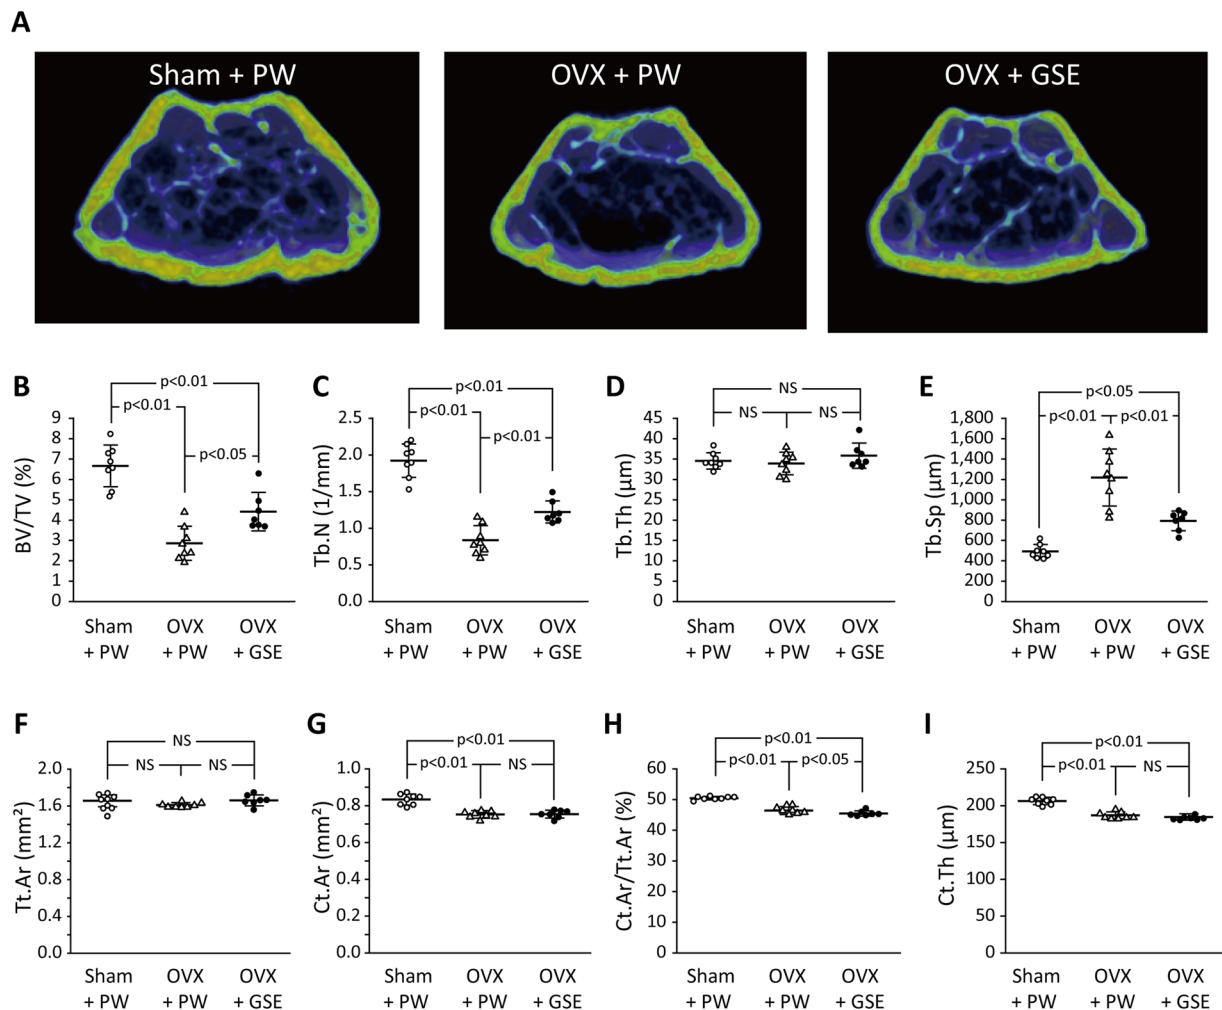 A
Sham + PW
OVX + PW
OVX + GSE
B
p<0.01
p<0.01
p<0.05
BV/TV (%)
9
8
7
6
5
4
3
2
1
0
Sham
+ PW
OVX
+ PW
OVX
+ GSE
C
p<0.01
p<0.01
p<0.01
Tb.N (1/mm)
2.5
2.0
1.5
1.0
0.5
0.0
Sham
+ PW
OVX
+ PW
OVX
+ GSE
D
NS
NS
NS
Tb.Th (μm)
45
40
35
30
25
20
15
10
5
0
Sham
+ PW
OVX
+ PW
OVX
+ GSE
E
p<0.05
p<0.01
p<0.01
Tb.Sp (μm)
1,800
1,600
1,400
1,200
1,000
800
600
400
200
0
Sham
+ PW
OVX
+ PW
OVX
+ GSE
F
NS
NS
NS
Tt.Ar (mm²)
2.0
1.6
1.2
0.8
0.4
0.0
Sham
+ PW
OVX
+ PW
OVX
+ GSE
G
p<0.01
p<0.01
NS
Ct.Ar (mm²)
1.0
0.8
0.6
0.4
0.2
0.0
Sham
+ PW
OVX
+ PW
OVX
+ GSE
H
p<0.01
p<0.01
p<0.05
Ct.Ar/Tt.Ar (%)
60
50
40
30
20
10
0
Sham
+ PW
OVX
+ PW
OVX
+ GSE
I
p<0.01
p<0.01
NS
Ct.Th (μm)
250
200
150
100
50
0
Sham
+ PW
OVX
+ PW
OVX
+ GSE